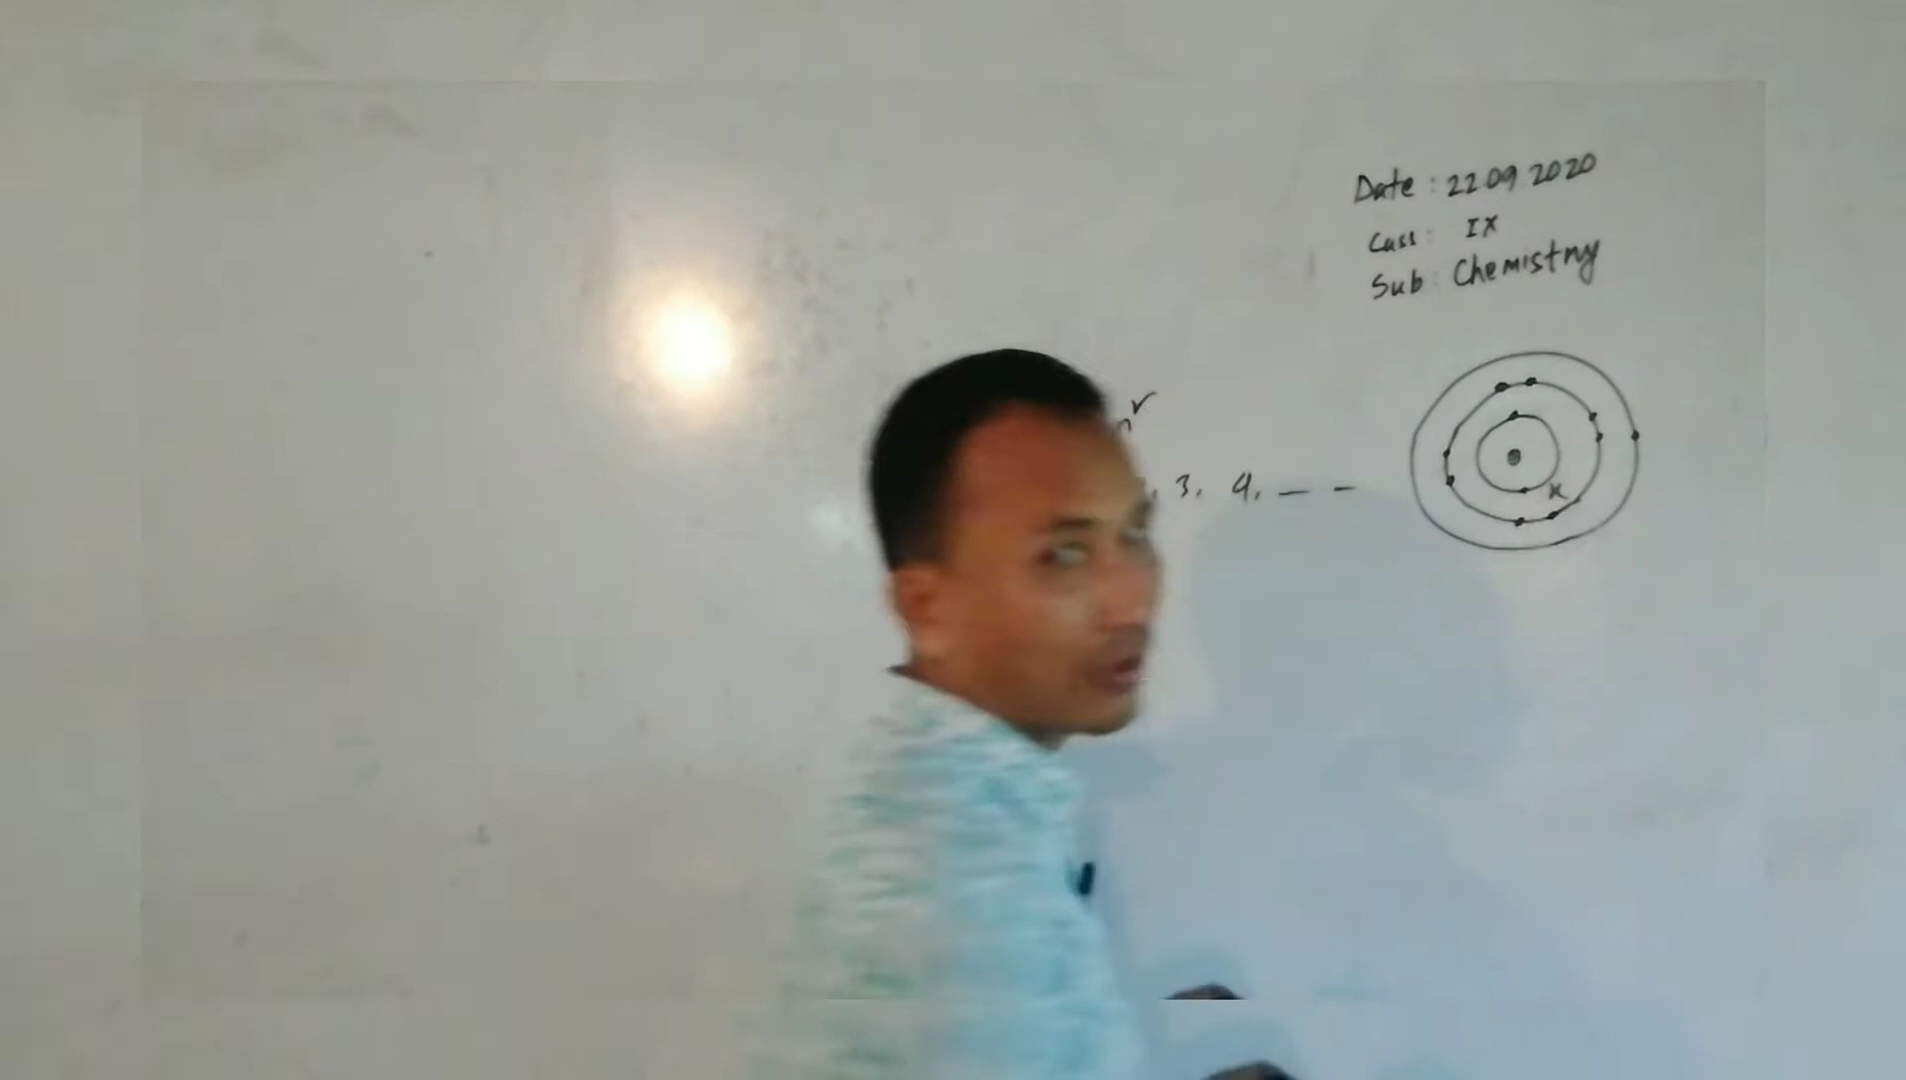 Date : 22 09 2020
Cass : IX
Sub : Chemistry
3. 4. — -
K